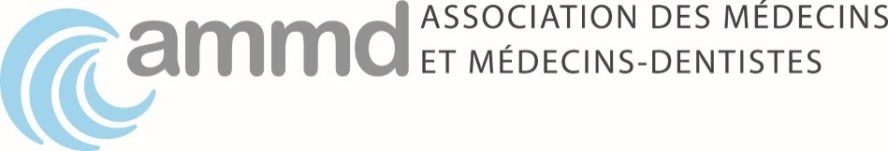 ammd
ASSOCIATION DES MÉDECINS
ET MÉDECINS-DENTISTES